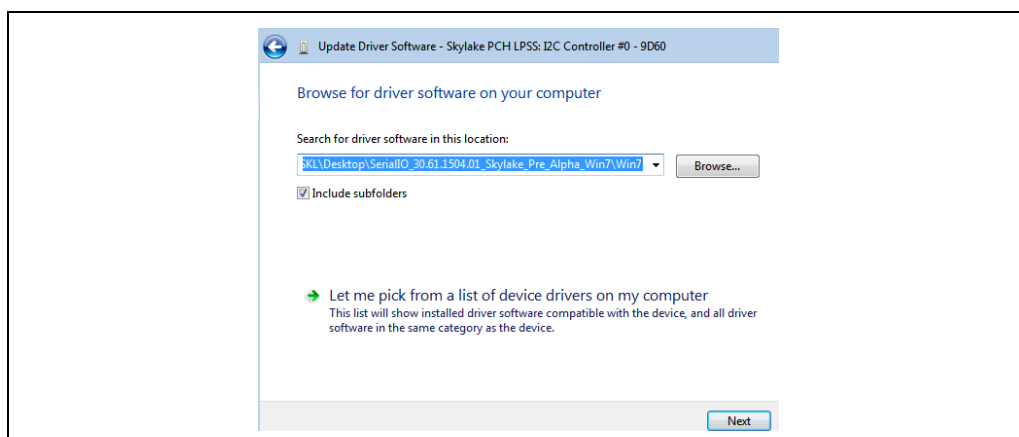 Update Driver Software - Skylake PCH LPSS: I2C Controller #0 - 9D60
Browse for driver software on your computer
Search for driver software in this location:
SKL\Desktop\SerialIO_30.61.1504.01_Skylake_Pre_Alpha_Win7\Win7
Browse...
Include subfolders
Let me pick from a list of device drivers on my computer
This list will show installed driver software compatible with the device, and all driver
software in the same category as the device.
Next